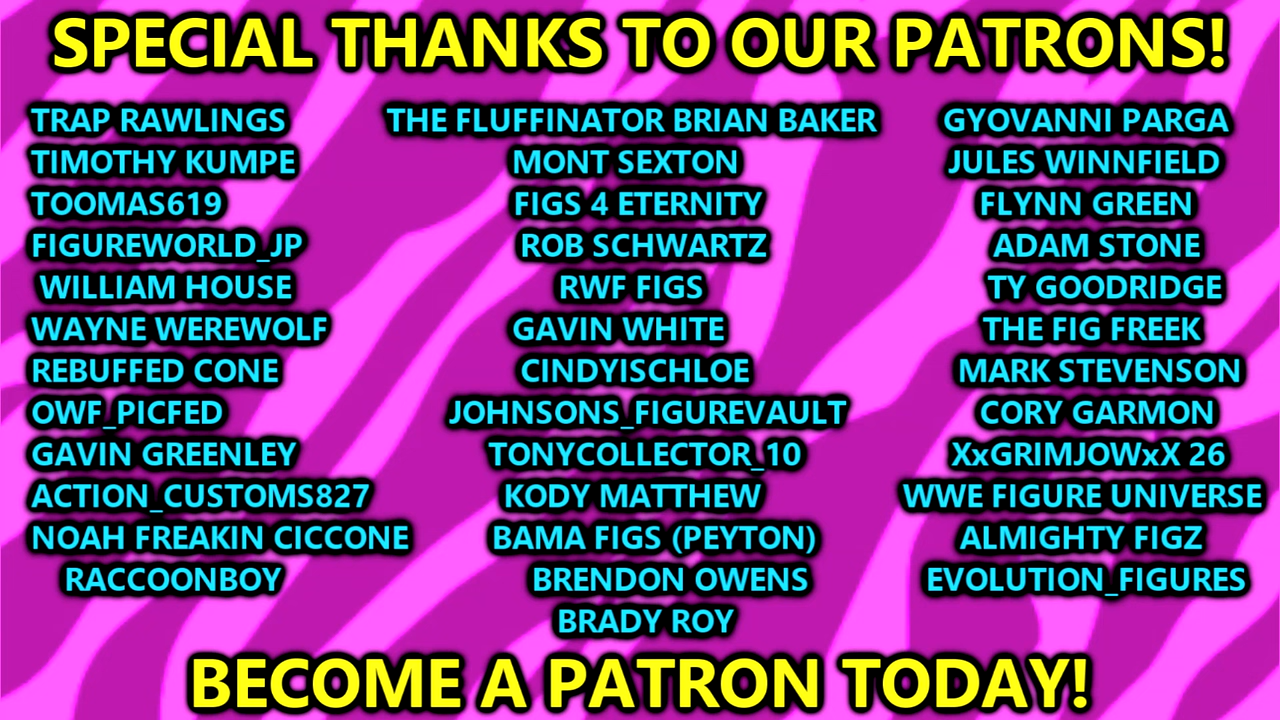 SPECIAL THANKS TO OUR PATRONS!
TRAP RAWLINGS
TIMOTHY KUMPE
TOOMAS619
FIGUREWORLD_JP
WILLIAM HOUSE
WAYNE WEREWOLF
REBUFFED CONE
OWF_PICFED
GAVIN GREENLEY
ACTION_CUSTOMS827
NOAH FREAKIN CICCONE
RACCOONBOY
THE FLUFFINATOR BRIAN BAKER
MONT SEXTON
FIGS 4 ETERNITY
ROB SCHWARTZ
RWF FIGS
GAVIN WHITE
CINDYISCHLOE
JOHNSONS_FIGUREVAULT
TONYCOLLECTOR_10
KODY MATTHEW
BAMA FIGS (PEYTON)
BRENDON OWENS
BRADY ROY
GYOVANNI PARGA
JULES WINNFIELD
FLYNN GREEN
ADAM STONE
TY GOODRIDGE
THE FIG FREEK
MARK STEVENSON
CORY GARMON
XxGRIMJOWxX 26
WWE FIGURE UNIVERSE
ALMIGHTY FIGZ
EVOLUTION_FIGURES
BECOME A PATRON TODAY!